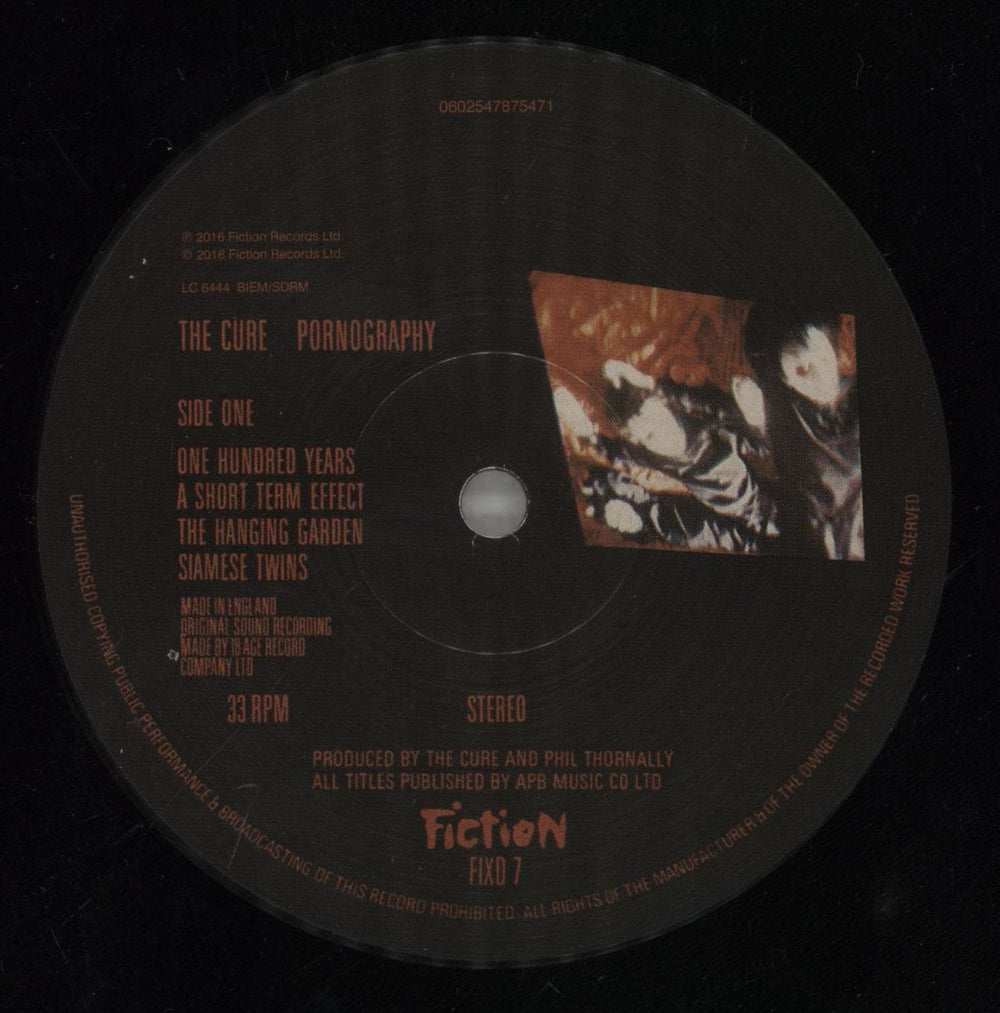 0602547875471
℗ 2016 Fiction Records Ltd.
© 2016 Fiction Records Ltd.
LC 6444 BIEM/SDRM
THE CURE PORNOGRAPHY
SIDE ONE
ONE HUNDRED YEARS
A SHORT TERM EFFECT
THE HANGING GARDEN
SIAMESE TWINS
MADE IN ENGLAND
ORIGINAL SOUND RECORDING
MADE BY 18 AGE RECORD
COMPANY LTD
33 RPM STEREO
PRODUCED BY THE CURE AND PHIL THORNALLY
ALL TITLES PUBLISHED BY APB MUSIC CO LTD
Fiction
FIXD 7
UNAUTHORISED COPYING PUBLIC PERFORMANCE & BROADCASTING OF THIS RECORD PROHIBITED. ALL RIGHTS OF THE MANUFACTURER & OF THE OWNER OF THE RECORDED WORK RESERVED